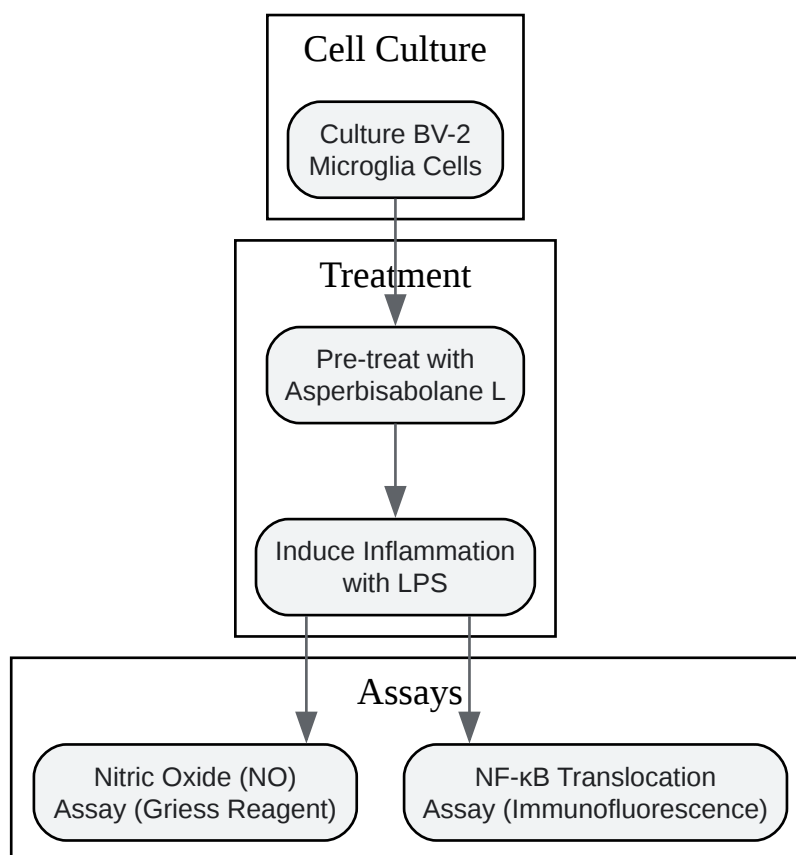 Cell Culture
Culture BV-2
Microglia Cells
Treatment
Pre-treat with
Asperbisabolane L
Induce Inflammation
with LPS
Assays
Nitric Oxide (NO)
Assay (Griess Reagent)
NF-κB Translocation
Assay (Immunofluorescence)